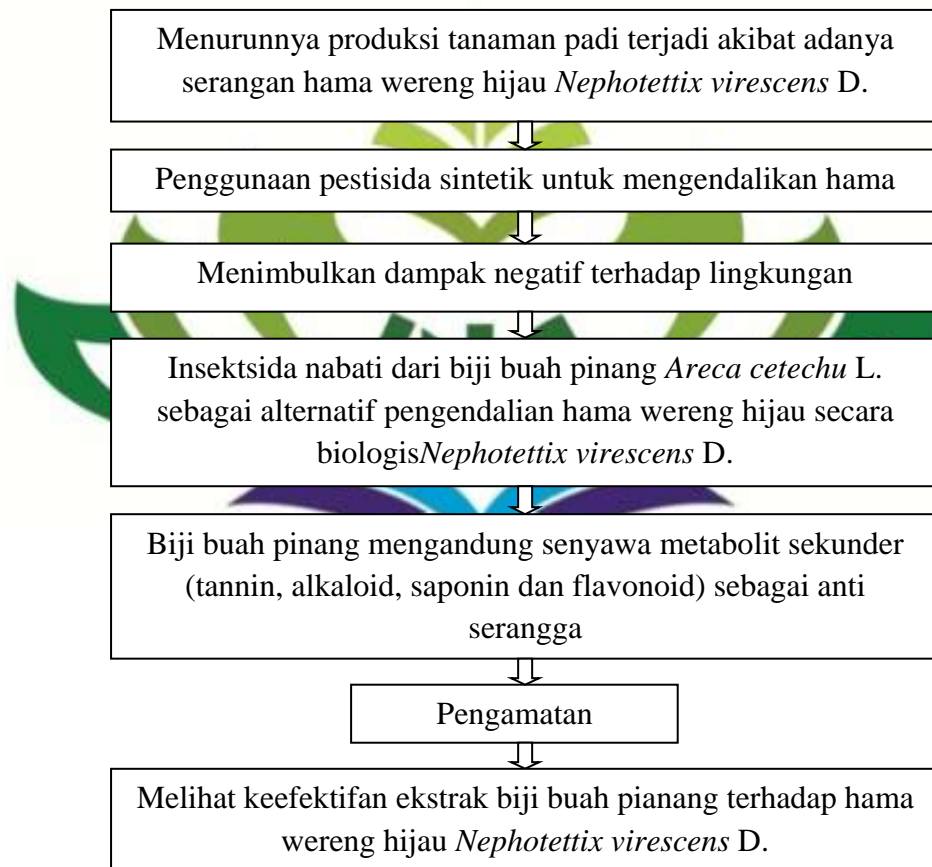 Menurunnya produksi tanaman padi terjadi akibat adanya
serangan hama wereng hijau Nephotettix virescens D.
Penggunaan pestisida sintetik untuk mengendalikan hama
Menimbulkan dampak negatif terhadap lingkungan
Insektsida nabati dari biji buah pinang Areca cetechu L.
sebagai alternatif pengendalian hama wereng hijau secara
biologisNephotettix virescens D.
Biji buah pinang mengandung senyawa metabolit sekunder
(tannin, alkaloid, saponin dan flavonoid) sebagai anti
serangga
Pengamatan
Melihat keefektifan ekstrak biji buah pianang terhadap hama
wereng hijau Nephotettix virescens D.